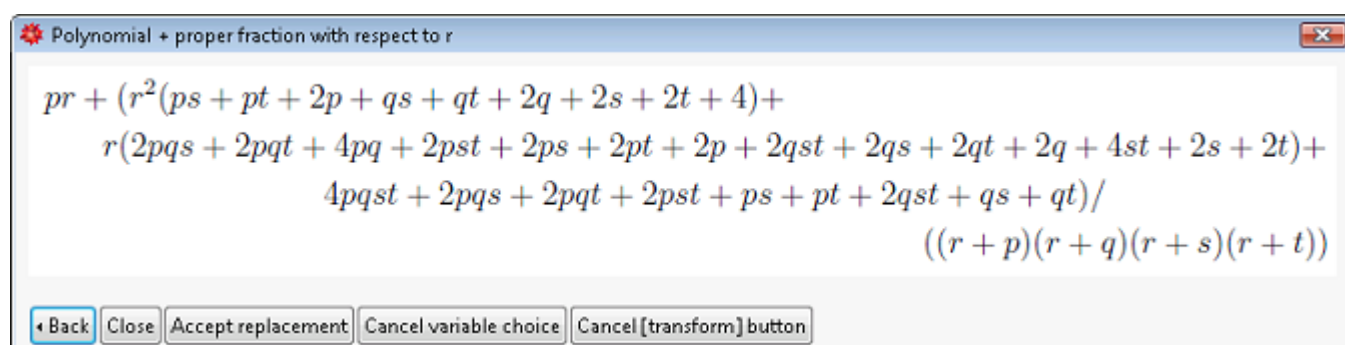 Polynomial + proper fraction with respect to r
pr + (r²(ps + pt + 2p + qs + qt + 2q + 2s + 2t + 4)+
r(2pqs + 2pqt + 4pq + 2pst + 2ps + 2pt + 2p + 2qst + 2qs + 2qt + 2q + 4st + 2s + 2t)+
4pqst + 2pqs + 2pqt + 2pst + ps + pt + 2qst + qs + qt)/
((r + p)(r + q)(r + s)(r + t))
Back Close Accept replacement Cancel variable choice Cancel [transform] button